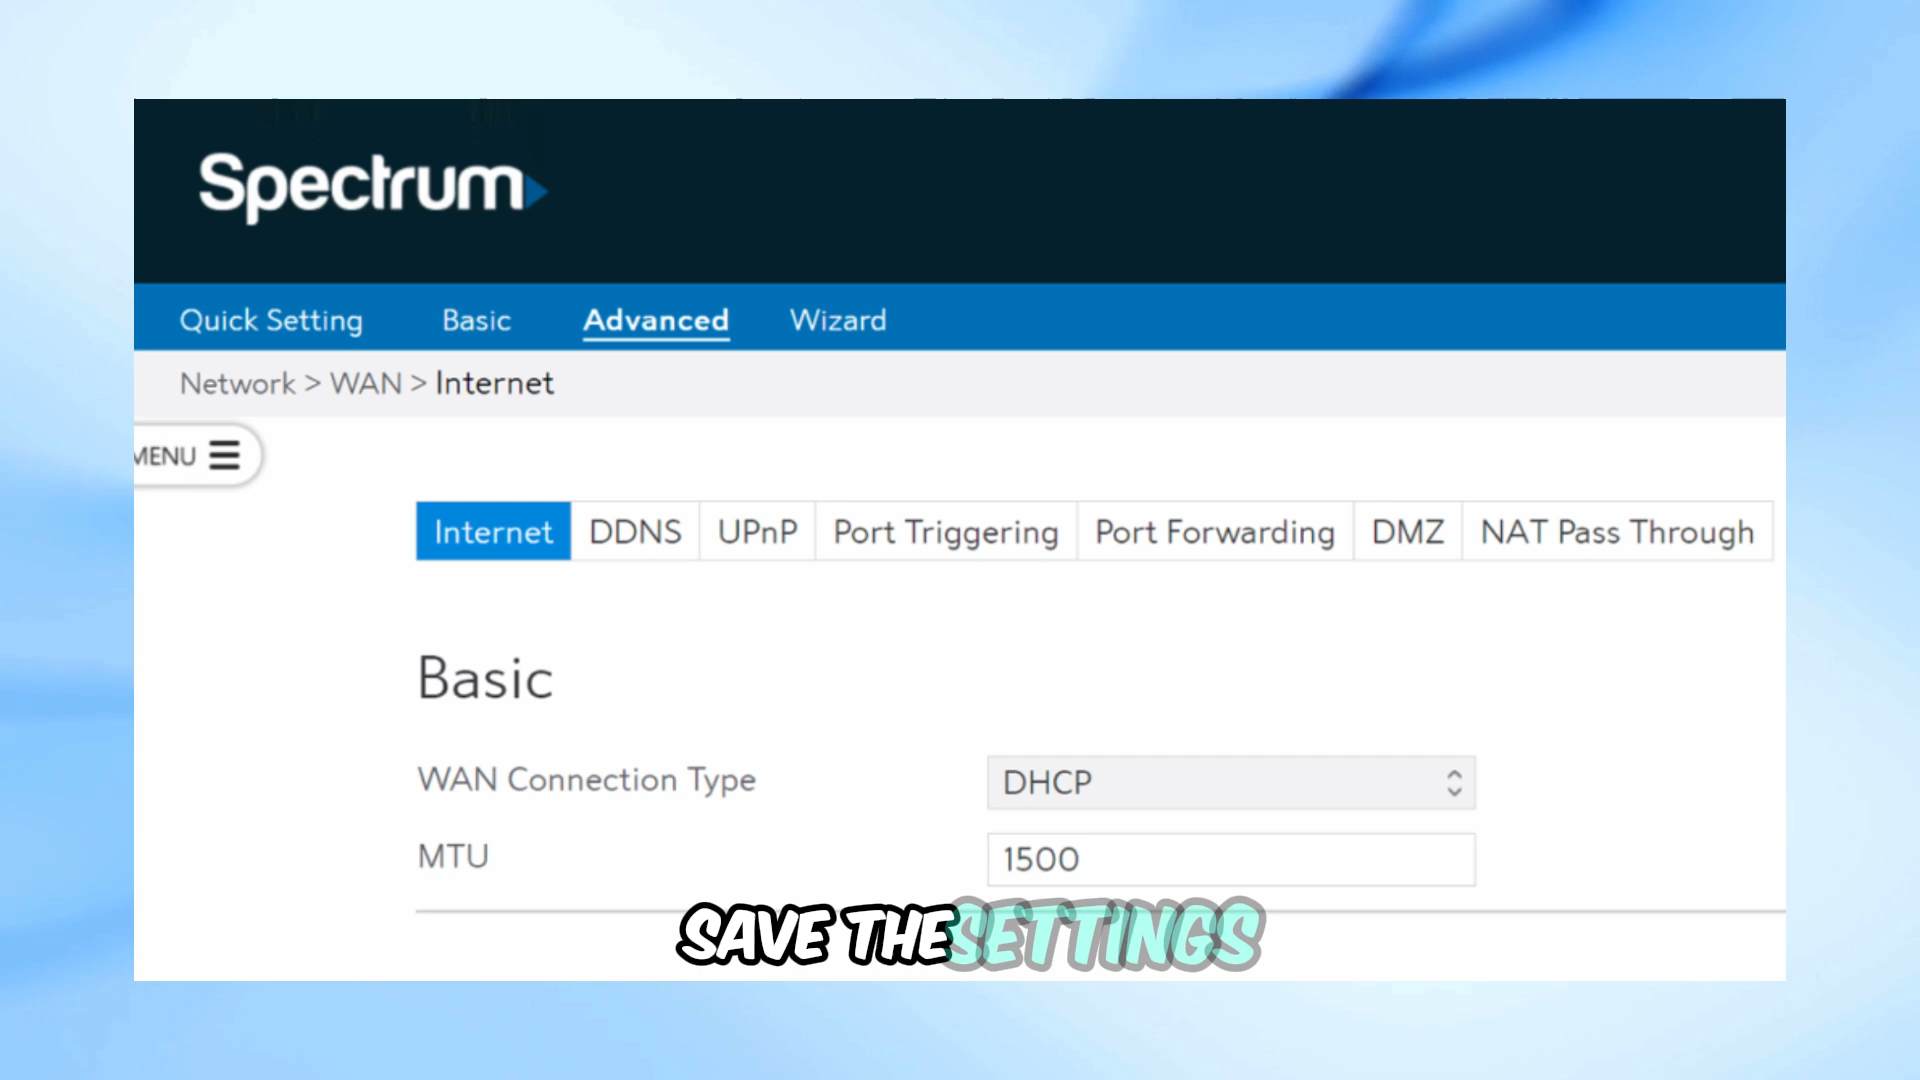 Spectrum
Quick Setting Basic Advanced Wizard
Network > WAN > Internet
MENU
Internet DDNS UPnP Port Triggering Port Forwarding DMZ NAT Pass Through
Basic
WAN Connection Type DHCP
MTU 1500
SAVE THE SETTINGS